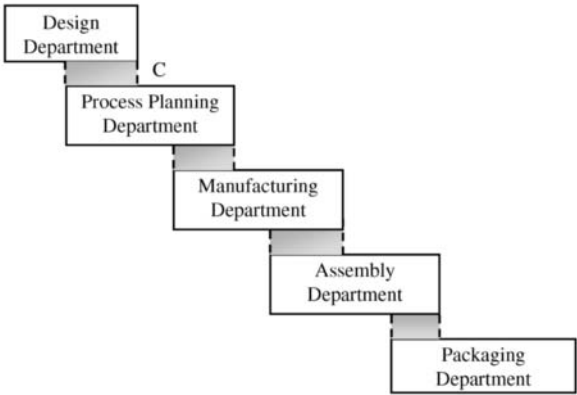 Design
Department
C
Process Planning
Department
Manufacturing
Department
Assembly
Department
Packaging
Department